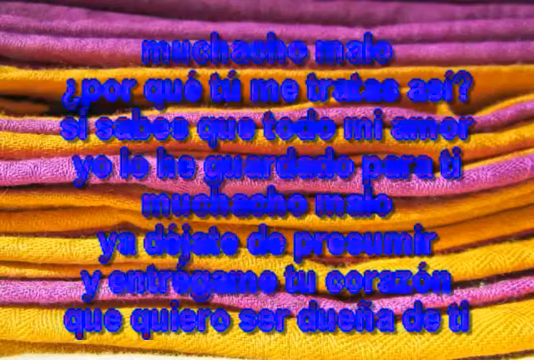 muchacho malo
¿por qué tú me tratas así?
si sabes que todo mi amor
yo lo he guardado para ti
muchacho malo
ya déjate de presumir
y entregame tu corazón
que quiero ser dueña de ti